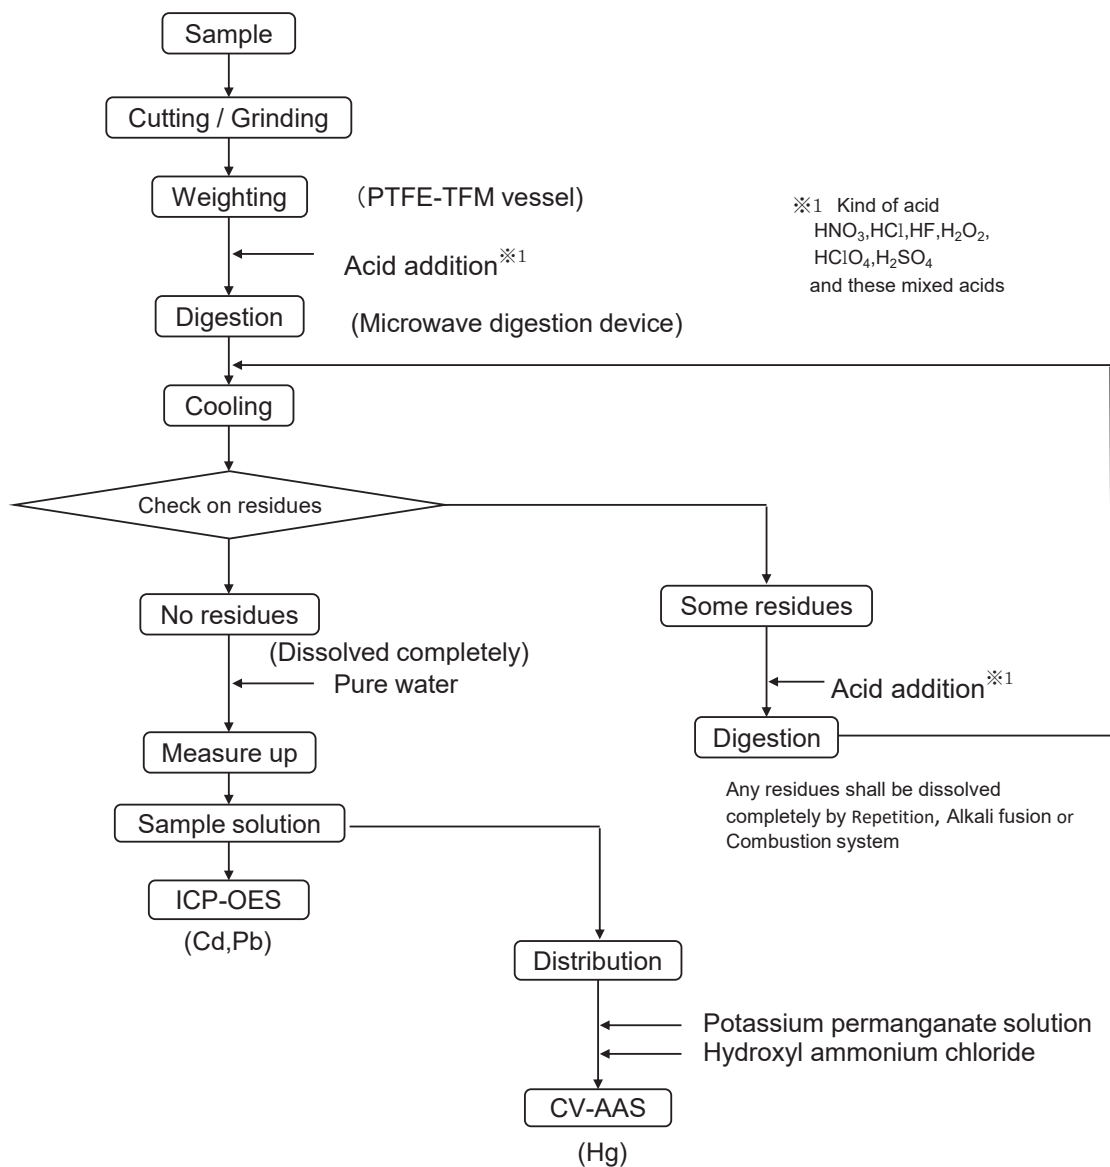 Sample
Cutting / Grinding
Weighting
（PTFE-TFM vessel)
※1 Kind of acid
HNO₃,HCl,HF,H₂O₂,
HClO₄,H₂SO₄
and these mixed acids
Acid addition※1
Digestion
(Microwave digestion device)
Cooling
Check on residues
No residues
(Dissolved completely)
Pure water
Some residues
Acid addition※1
Digestion
Any residues shall be dissolved
completely by Repetition, Alkali fusion or
Combustion system
Measure up
Sample solution
ICP-OES
(Cd,Pb)
Distribution
Potassium permanganate solution
Hydroxyl ammonium chloride
CV-AAS
(Hg)